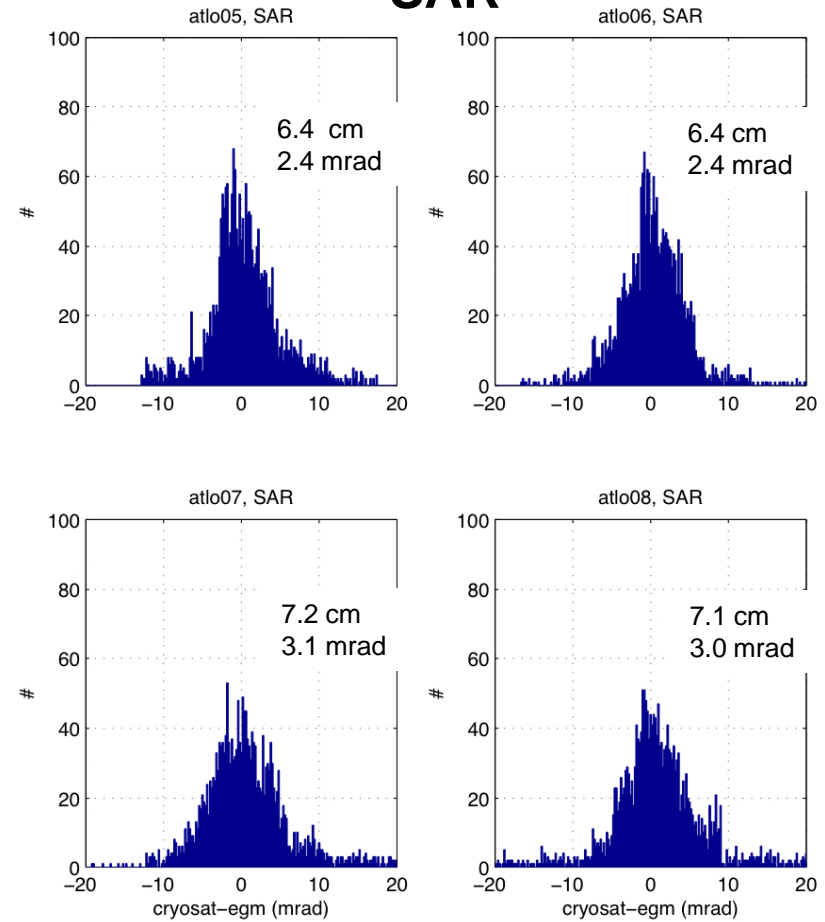 SAR
atlo05, SAR
100
80
60
40
20
0
#
6.4 cm
2.4 mrad
−20 −10 0 10 20
atlo06, SAR
100
80
60
40
20
0
#
6.4 cm
2.4 mrad
−20 −10 0 10 20
atlo07, SAR
100
80
60
40
20
0
#
7.2 cm
3.1 mrad
−20 −10 0 10 20
cryosat−egm (mrad)
atlo08, SAR
100
80
60
40
20
0
#
7.1 cm
3.0 mrad
−20 −10 0 10 20
cryosat−egm (mrad)